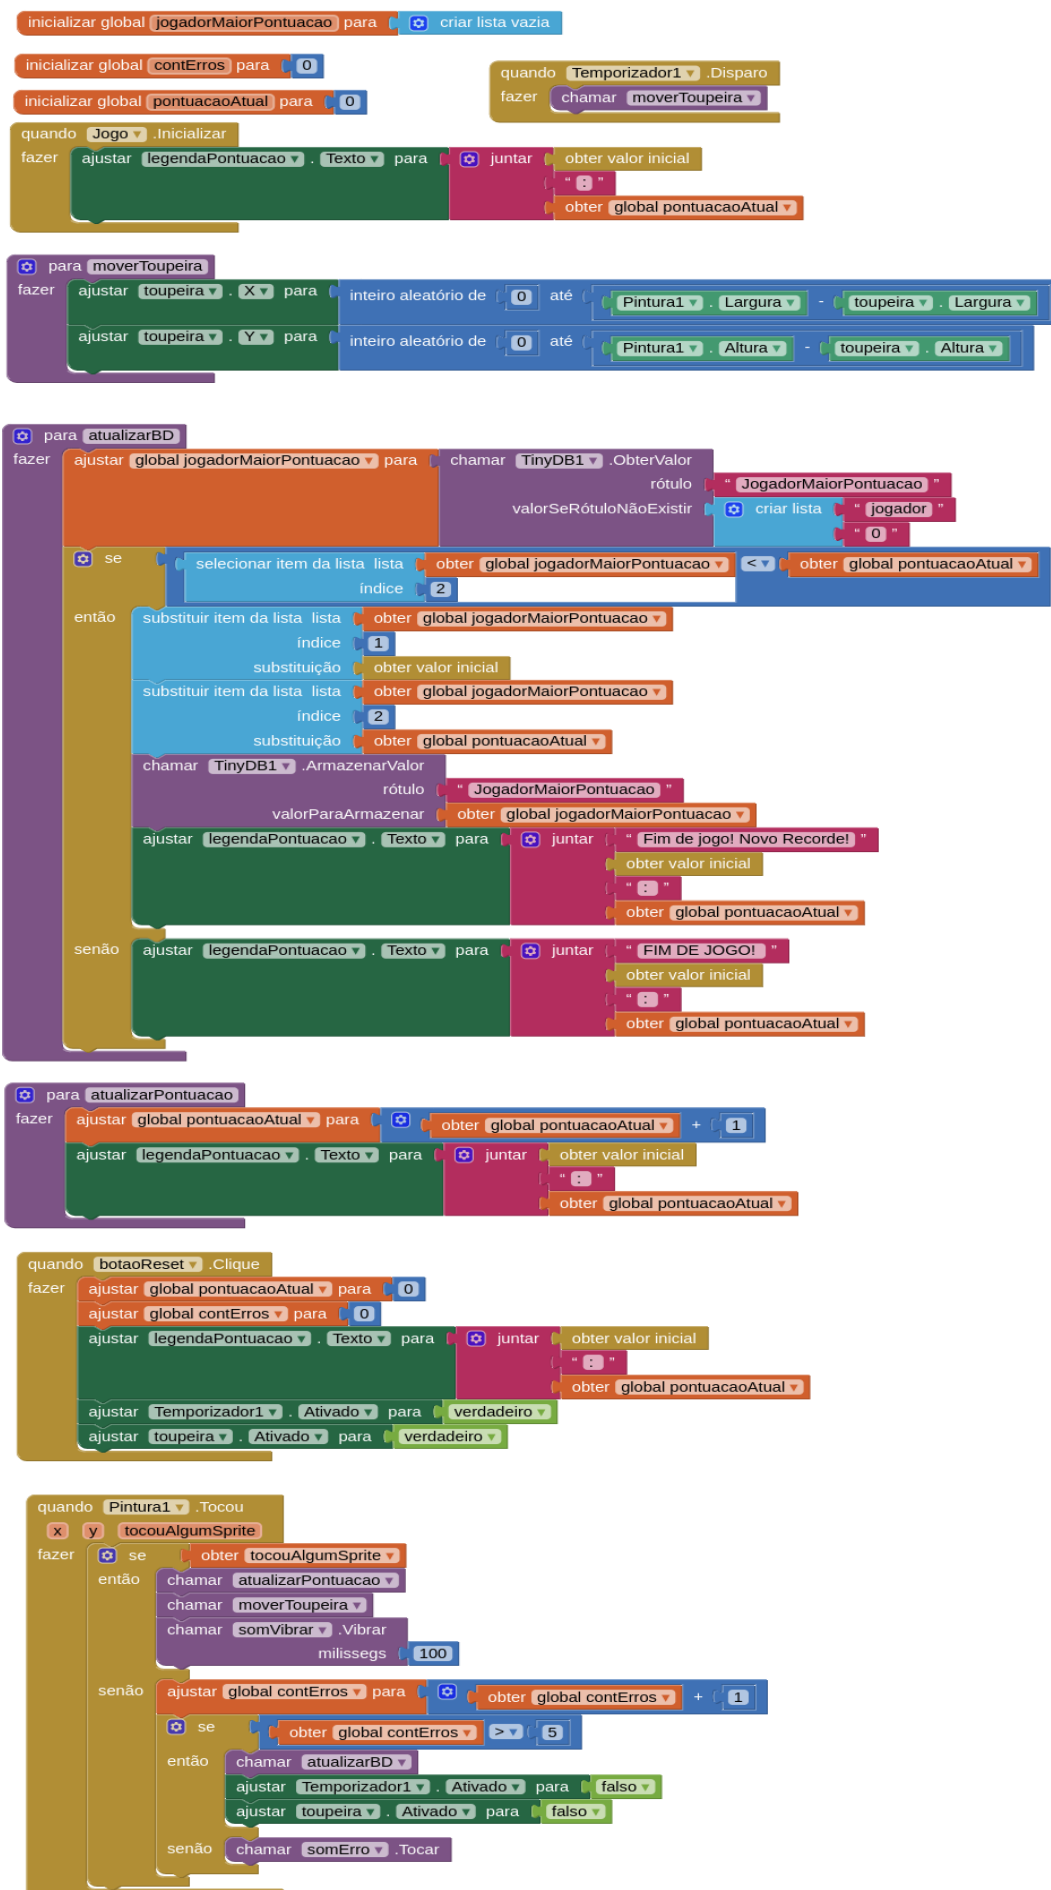 inicializar global jogadorMaiorPontuacao para criar lista vazia
inicializar global contErros para 0
inicializar global pontuacaoAtual para 0
quando Temporizador1 .Disparo
fazer chamar moverToupeira
quando Jogo .Inicializar
fazer ajustar legendaPontuacao . Texto para juntar obter valor inicial
" : "
obter global pontuacaoAtual
para moverToupeira
fazer ajustar toupeira . X para inteiro aleatório de 0 até Pintura1 . Largura - toupeira . Largura
ajustar toupeira . Y para inteiro aleatório de 0 até Pintura1 . Altura - toupeira . Altura
para atualizarBD
fazer ajustar global jogadorMaiorPontuacao para chamar TinyDB1 .ObterValor
rótulo " JogadorMaiorPontuacao "
valorSeRótuloNãoExistir criar lista " jogador "
" 0 "
se selecionar item da lista lista obter global jogadorMaiorPontuacao < obter global pontuacaoAtual
índice 2
então substituir item da lista lista obter global jogadorMaiorPontuacao
índice 1
substituição obter valor inicial
substituir item da lista lista obter global jogadorMaiorPontuacao
índice 2
substituição obter global pontuacaoAtual
chamar TinyDB1 .ArmazenarValor
rótulo " JogadorMaiorPontuacao "
valorParaArmazenar obter global jogadorMaiorPontuacao
ajustar legendaPontuacao . Texto para juntar " Fim de jogo! Novo Recorde! "
obter valor inicial
" : "
obter global pontuacaoAtual
senão ajustar legendaPontuacao . Texto para juntar " FIM DE JOGO! "
obter valor inicial
" : "
obter global pontuacaoAtual
para atualizarPontuacao
fazer ajustar global pontuacaoAtual para obter global pontuacaoAtual + 1
ajustar legendaPontuacao . Texto para juntar obter valor inicial
" : "
obter global pontuacaoAtual
quando botaoReset .Clique
fazer ajustar global pontuacaoAtual para 0
ajustar global contErros para 0
ajustar legendaPontuacao . Texto para juntar obter valor inicial
" : "
obter global pontuacaoAtual
ajustar Temporizador1 . Ativado para verdadeiro
ajustar toupeira . Ativado para verdadeiro
quando Pintura1 .Tocou
x y tocouAlgumSprite
fazer se obter tocouAlgumSprite
então chamar atualizarPontuacao
chamar moverToupeira
chamar somVibrar .Vibrar
milissegs 100
senão ajustar global contErros para obter global contErros + 1
se obter global contErros > 5
então chamar atualizarBD
ajustar Temporizador1 . Ativado para falso
ajustar toupeira . Ativado para falso
senão chamar somErro .Tocar